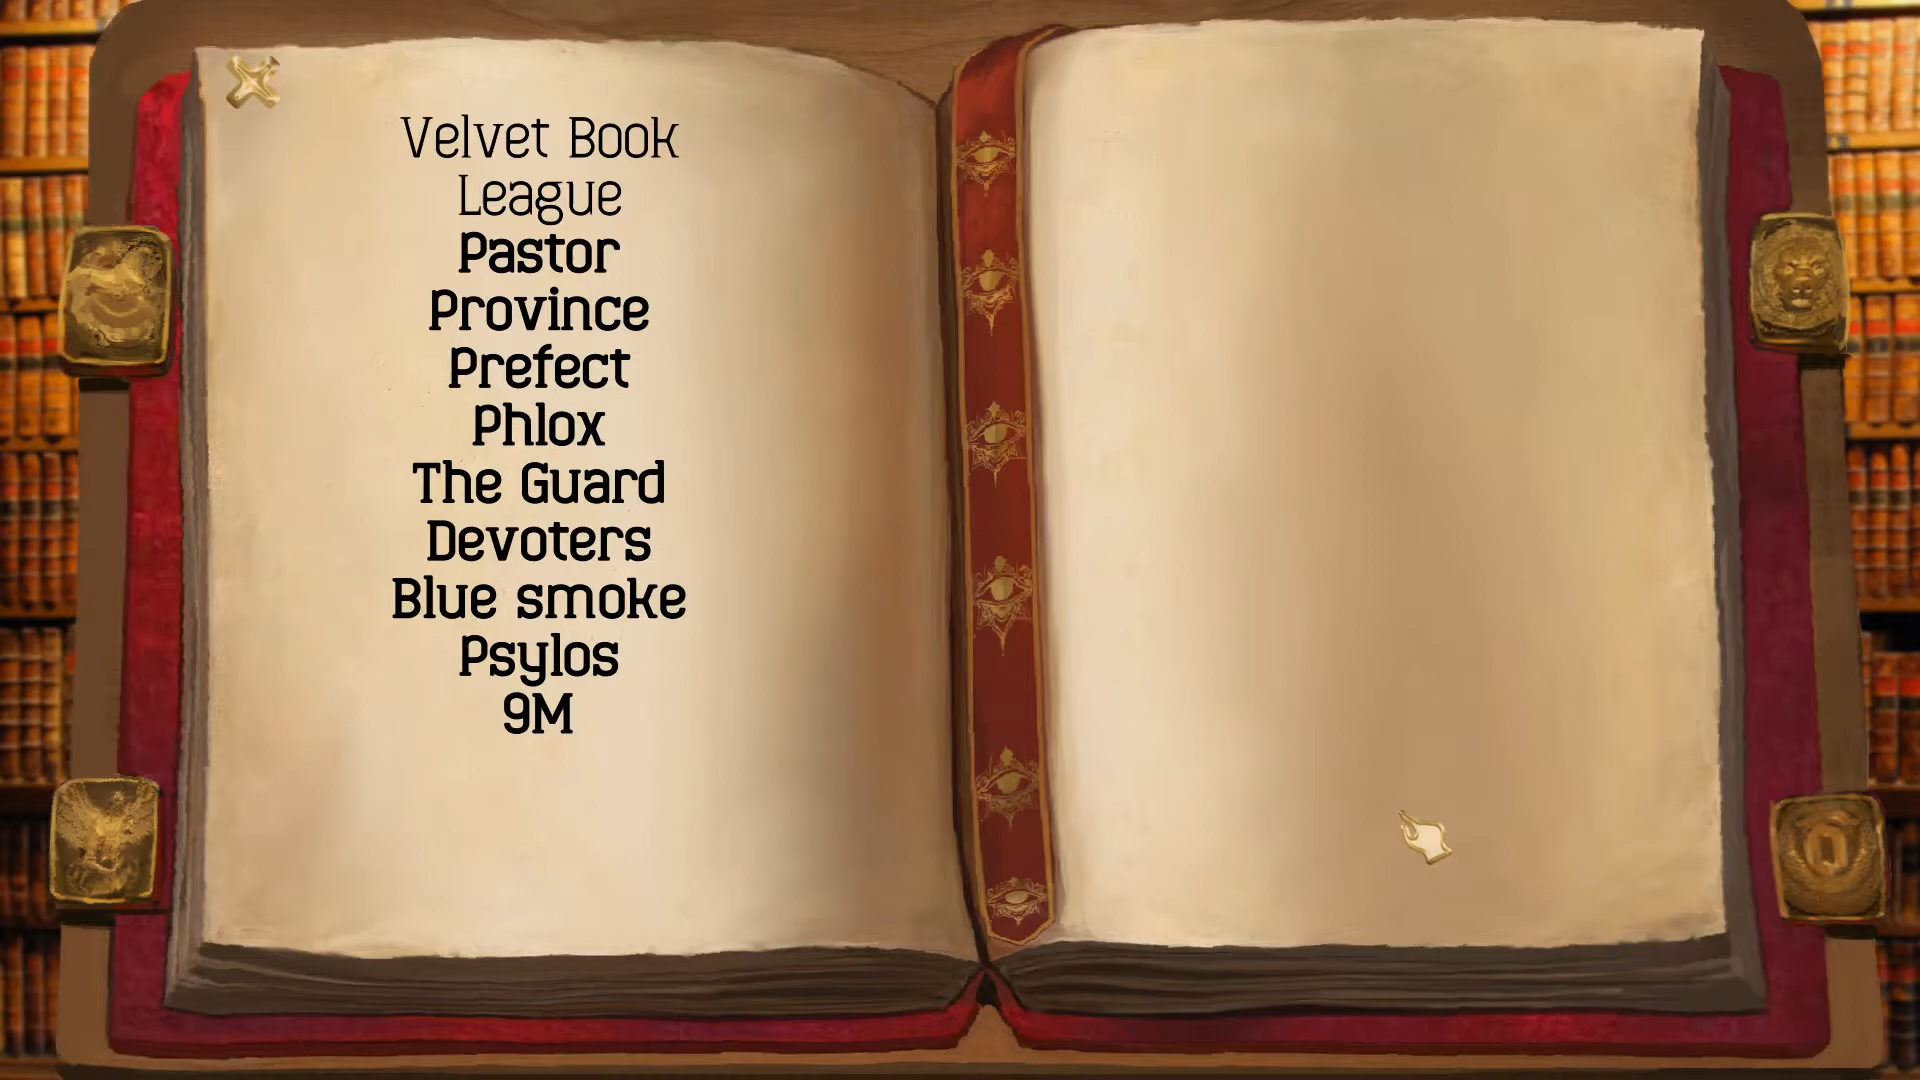 Velvet Book
League
Pastor
Province
Prefect
Phlox
The Guard
Devoters
Blue smoke
Psylos
9M